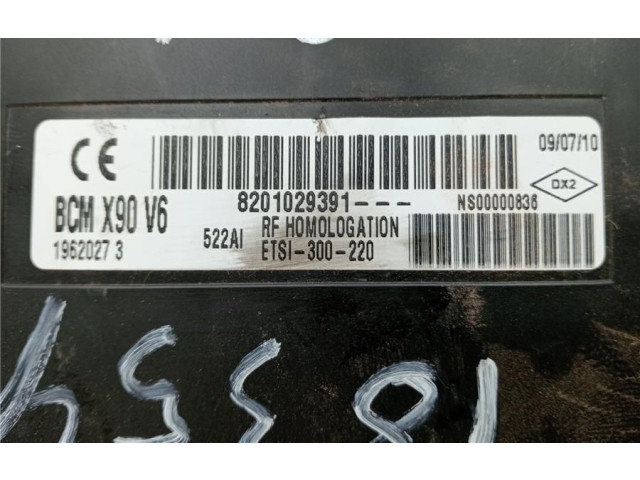 CE
09/07/10
DX2
BCM X90 V6
8201029391---
NS00000836
1962027 3
522AI
RF HOMOLOGATION
ETSI-300-220